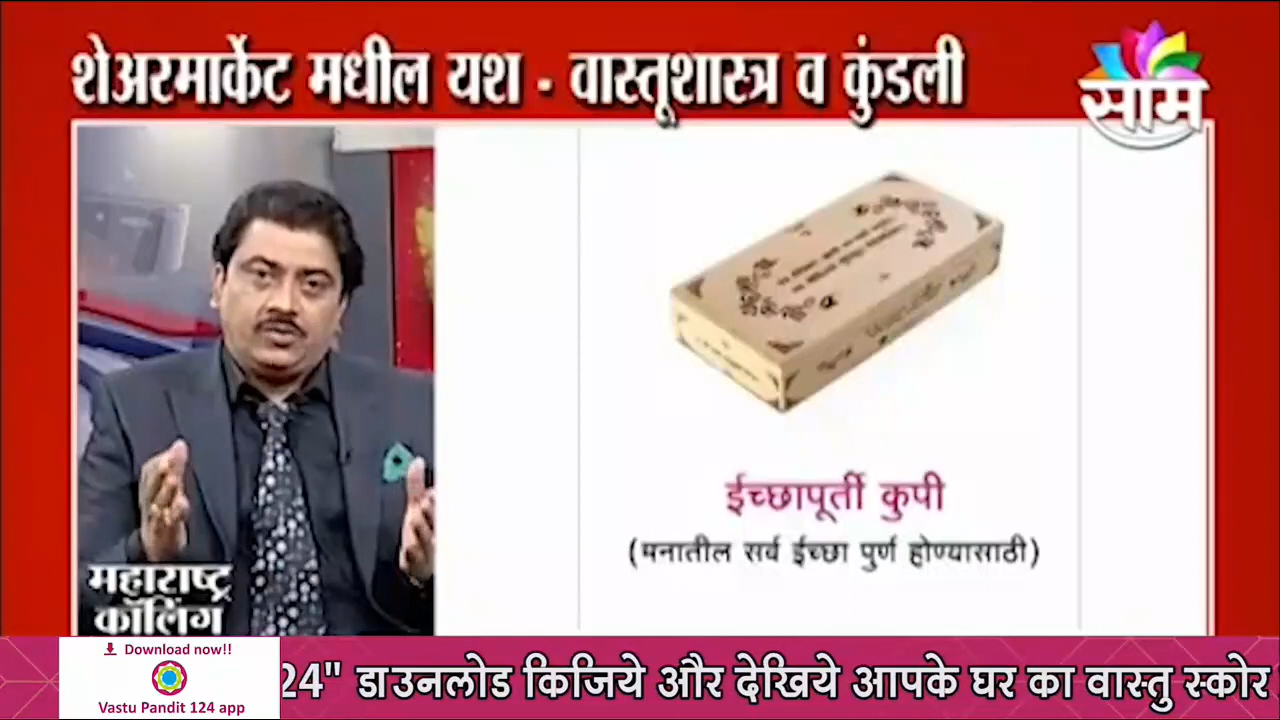 शेअरमार्केट मधील यश - वास्तूशास्त्र व कुंडली
साम
ईच्छापूर्ती कुपी
(मनातील सर्व ईच्छा पुर्ण होण्यासाठी)
महाराष्ट्र
कॉलिंग
Download now!!
Vastu Pandit 124 app
24" डाउनलोड किजिये और देखिये आपके घर का वास्तु स्कोर